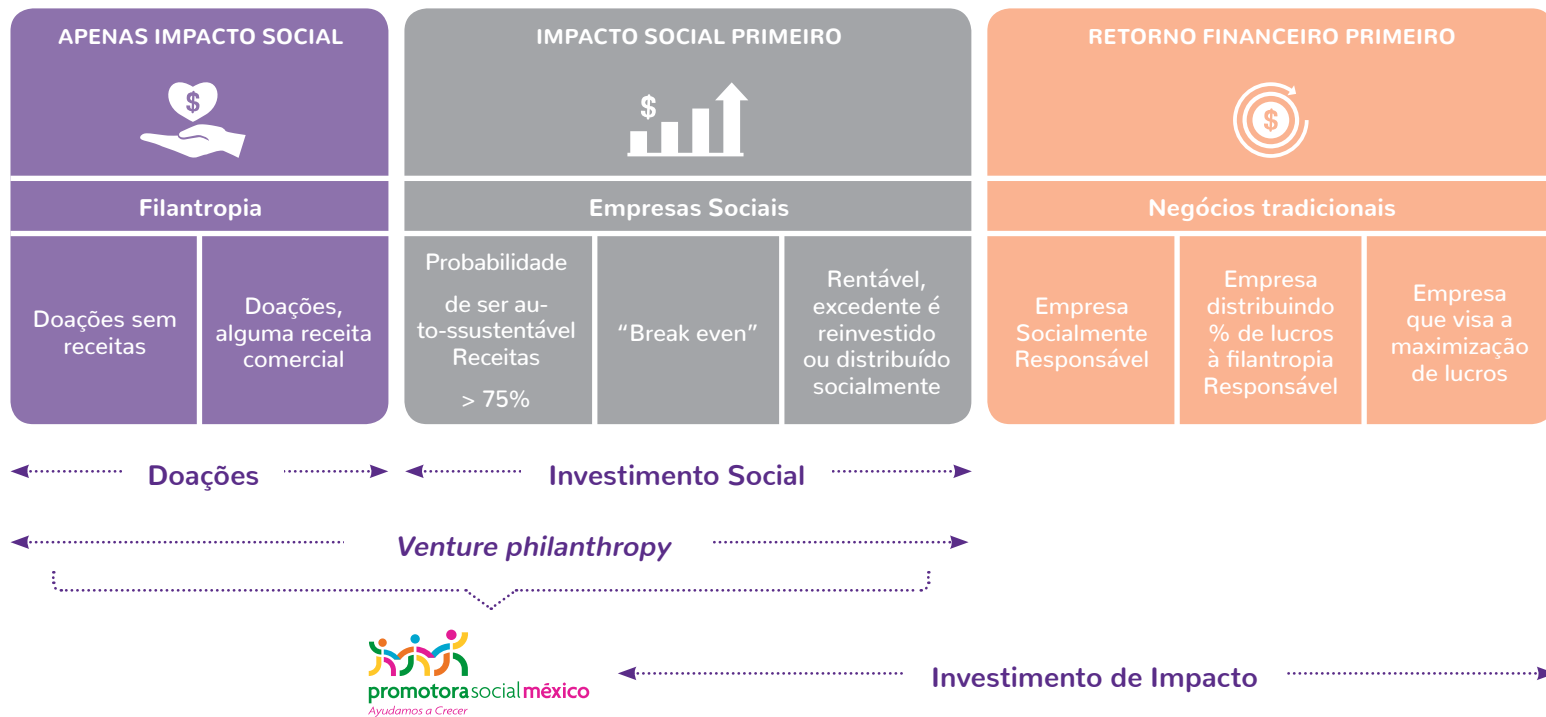 APENAS IMPACTO SOCIAL
$
Filantropia
Doações sem
receitas
Doações,
alguma receita
comercial
IMPACTO SOCIAL PRIMEIRO
$
Empresas Sociais
Probabilidade
de ser au-
to-ssustentável
Receitas
> 75%
“Break even”
Rentável,
excedente é
reinvestido
ou distribuído
socialmente
RETORNO FINANCEIRO PRIMEIRO
$
Negócios tradicionais
Empresa
Socialmente
Responsável
Empresa
distribuindo
% de lucros
à filantropia
Responsável
Empresa
que visa a
maximização
de lucros
Doações
Investimento Social
Venture philanthropy
promotorasocialméxico
Ayudamos a Crecer
Investimento de Impacto